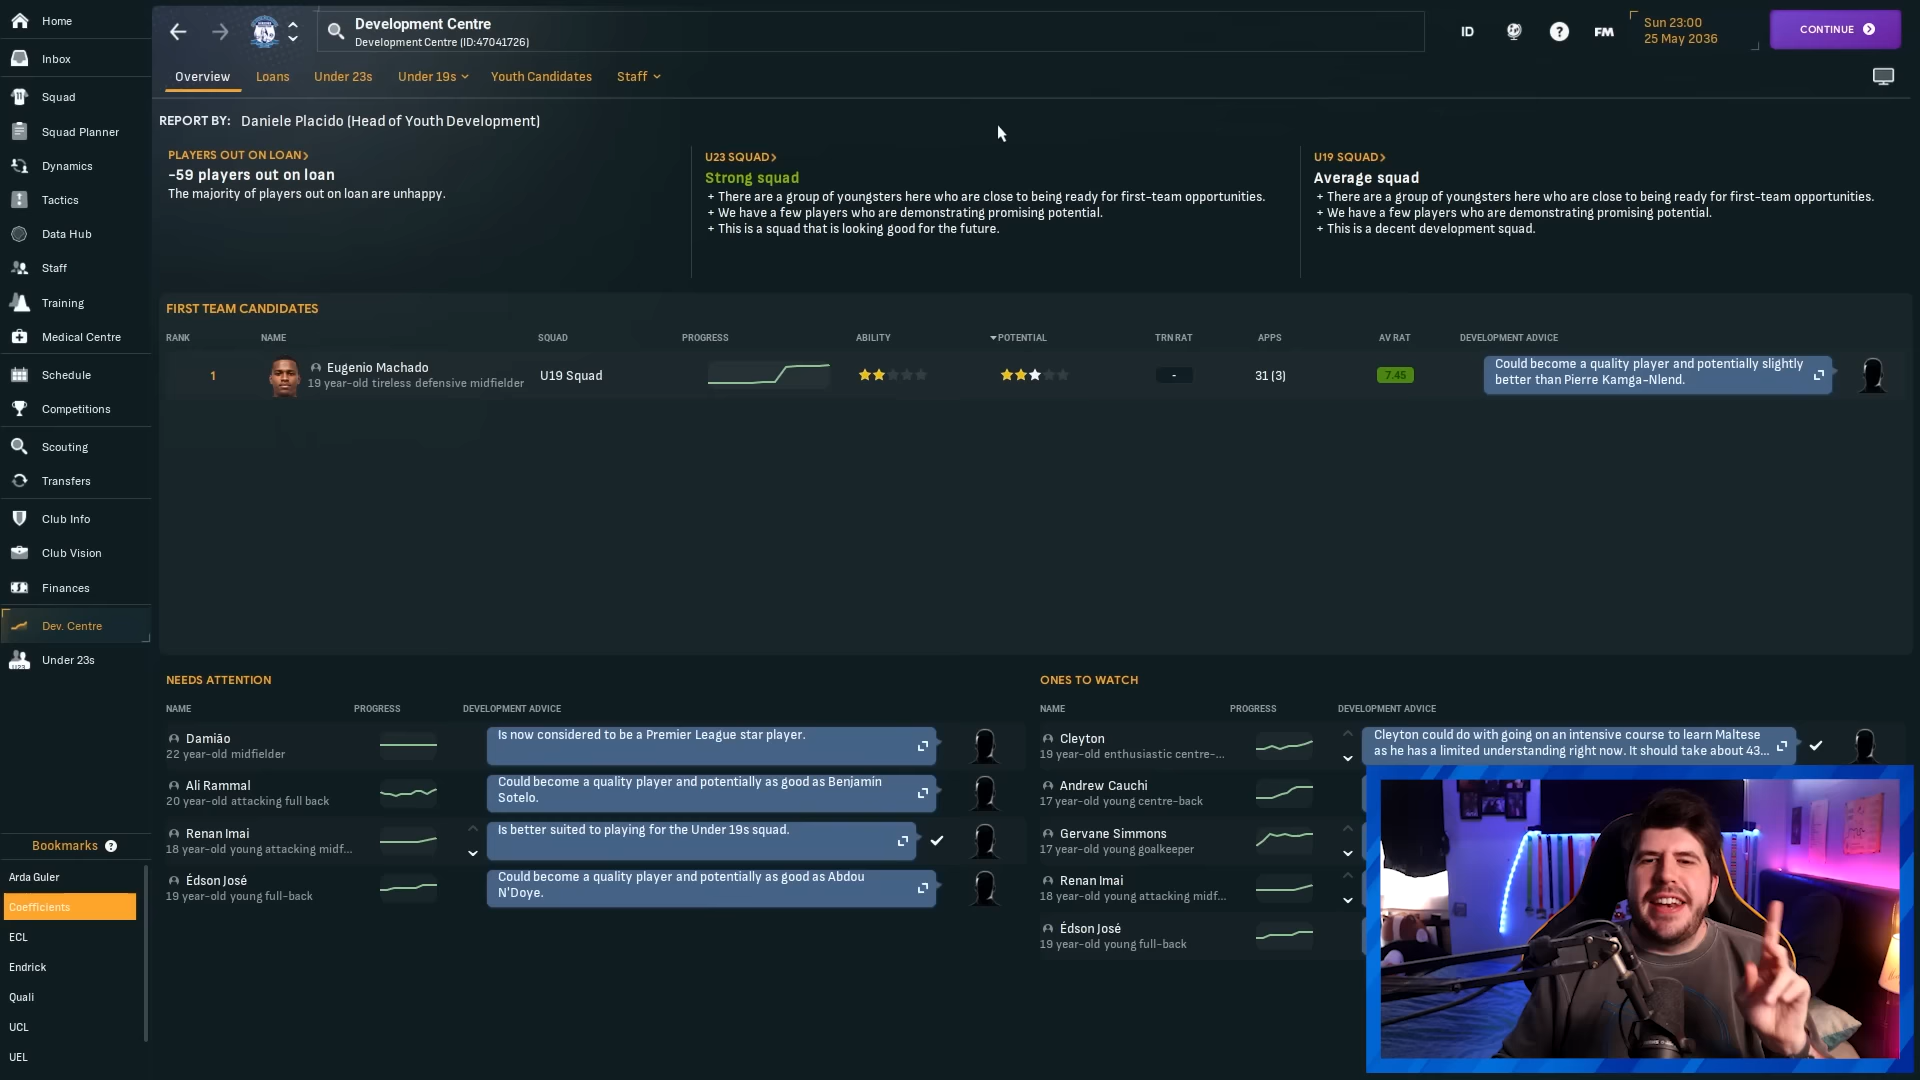 Home
Inbox
Squad
Squad Planner
Dynamics
Tactics
Data Hub
Staff
Training
Medical Centre
Schedule
Competitions
Scouting
Transfers
Club Info
Club Vision
Finances
Dev. Centre
Under 23s
Bookmarks ?
Arda Guler
Coefficients
ECL
Endrick
Quali
UCL
UEL
Development Centre
Development Centre (ID:47041726)
ID
?
FM
Sun 23:00
25 May 2036
CONTINUE
Overview
Loans
Under 23s
Under 19s
Youth Candidates
Staff
REPORT BY: Daniele Placido (Head of Youth Development)
PLAYERS OUT ON LOAN>
-59 players out on loan
The majority of players out on loan are unhappy.
U23 SQUAD>
Strong squad
+ There are a group of youngsters here who are close to being ready for first-team opportunities.
+ We have a few players who are demonstrating promising potential.
+ This is a squad that is looking good for the future.
U19 SQUAD>
Average squad
+ There are a group of youngsters here who are close to being ready for first-team opportunities.
+ We have a few players who are demonstrating promising potential.
+ This is a decent development squad.
FIRST TEAM CANDIDATES
RANK NAME SQUAD PROGRESS ABILITY POTENTIAL TRN RAT APPS AV RAT DEVELOPMENT ADVICE
1
Eugenio Machado
19 year-old tireless defensive midfielder
U19 Squad
-
31 (3)
7.45
Could become a quality player and potentially slightly
better than Pierre Kamga-Nlend.
NEEDS ATTENTION
NAME PROGRESS DEVELOPMENT ADVICE
Damião
22 year-old midfielder
Is now considered to be a Premier League star player.
Ali Rammal
20 year-old attacking full back
Could become a quality player and potentially as good as Benjamín
Sotelo.
Renan Imai
18 year-old young attacking midf...
Is better suited to playing for the Under 19s squad.
Édson José
19 year-old young full-back
Could become a quality player and potentially as good as Abdou
N'Doye.
ONES TO WATCH
NAME PROGRESS DEVELOPMENT ADVICE
Cleyton
19 year-old enthusiastic centre-...
Cleyton could do with going on an intensive course to learn Maltese
as he has a limited understanding right now. It should take about 43...
Andrew Cauchi
17 year-old young centre-back
Gervane Simmons
17 year-old young goalkeeper
Renan Imai
18 year-old young attacking midf...
Édson José
19 year-old young full-back